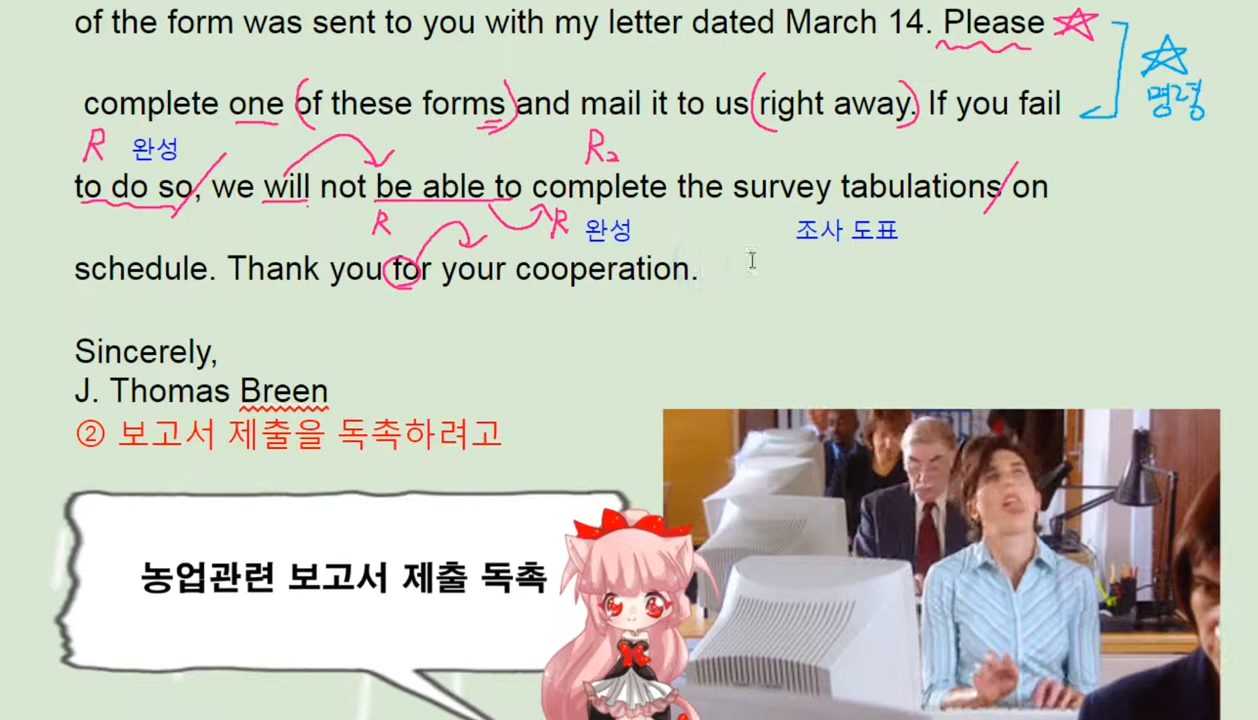 of the form was sent to you with my letter dated March 14. Please
complete one of these forms and mail it to us right away. If you fail
명령
R 완성 R₂
to do so, we will not be able to complete the survey tabulations on
R R 완성 조사 도표
schedule. Thank you for your cooperation.
Sincerely,
J. Thomas Breen
② 보고서 제출을 독촉하려고
농업관련 보고서 제출 독촉